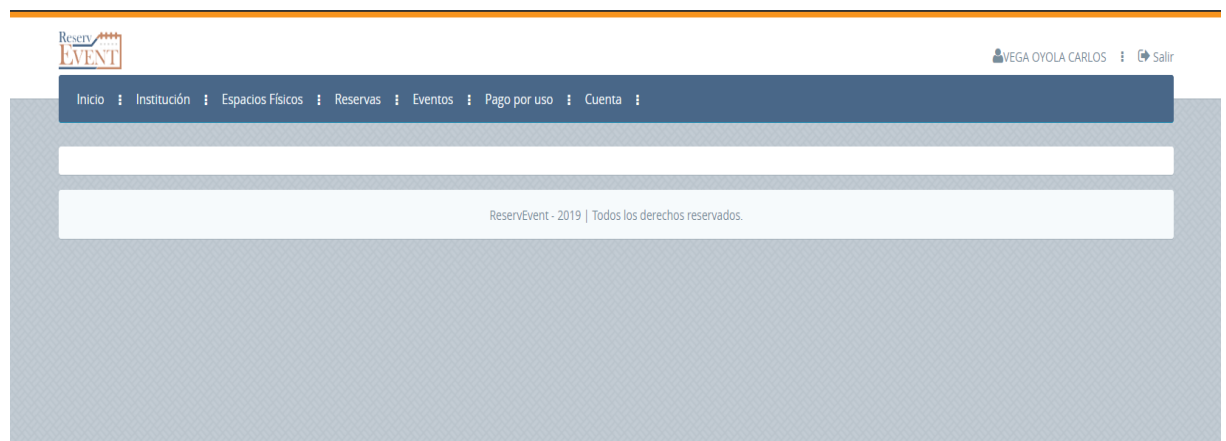 Reserv
EVENT
VEGA OYOLA CARLOS Salir
Inicio Institución Espacios Físicos Reservas Eventos Pago por uso Cuenta
ReservEvent - 2019 | Todos los derechos reservados.